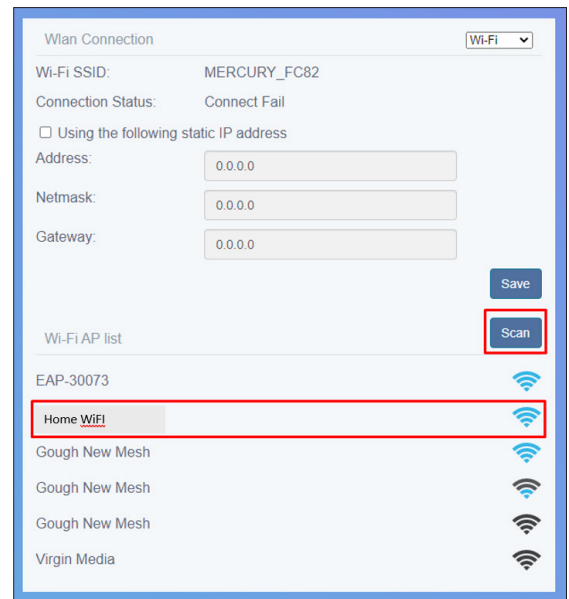 Wlan Connection Wi-Fi
Wi-Fi SSID: MERCURY_FC82
Connection Status: Connect Fail
Using the following static IP address
Address: 0.0.0.0
Netmask: 0.0.0.0
Gateway: 0.0.0.0
Save
Wi-Fi AP list Scan
EAP-30073
Home WiFI
Gough New Mesh
Gough New Mesh
Gough New Mesh
Virgin Media